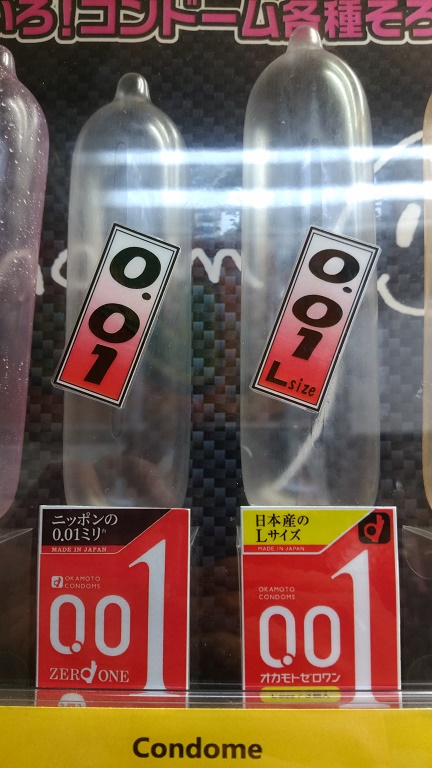 いろ!コンドーム各種そろ
0.01
0.01
L size
ニッポンの
0.01ミリ
MADE IN JAPAN
OKAMOTO
CONDOMS
0.01
ZERO ONE
日本産の
Lサイズ
MADE IN JAPAN
OKAMOTO
CONDOMS
0.01
オカモトゼロワン
Condome